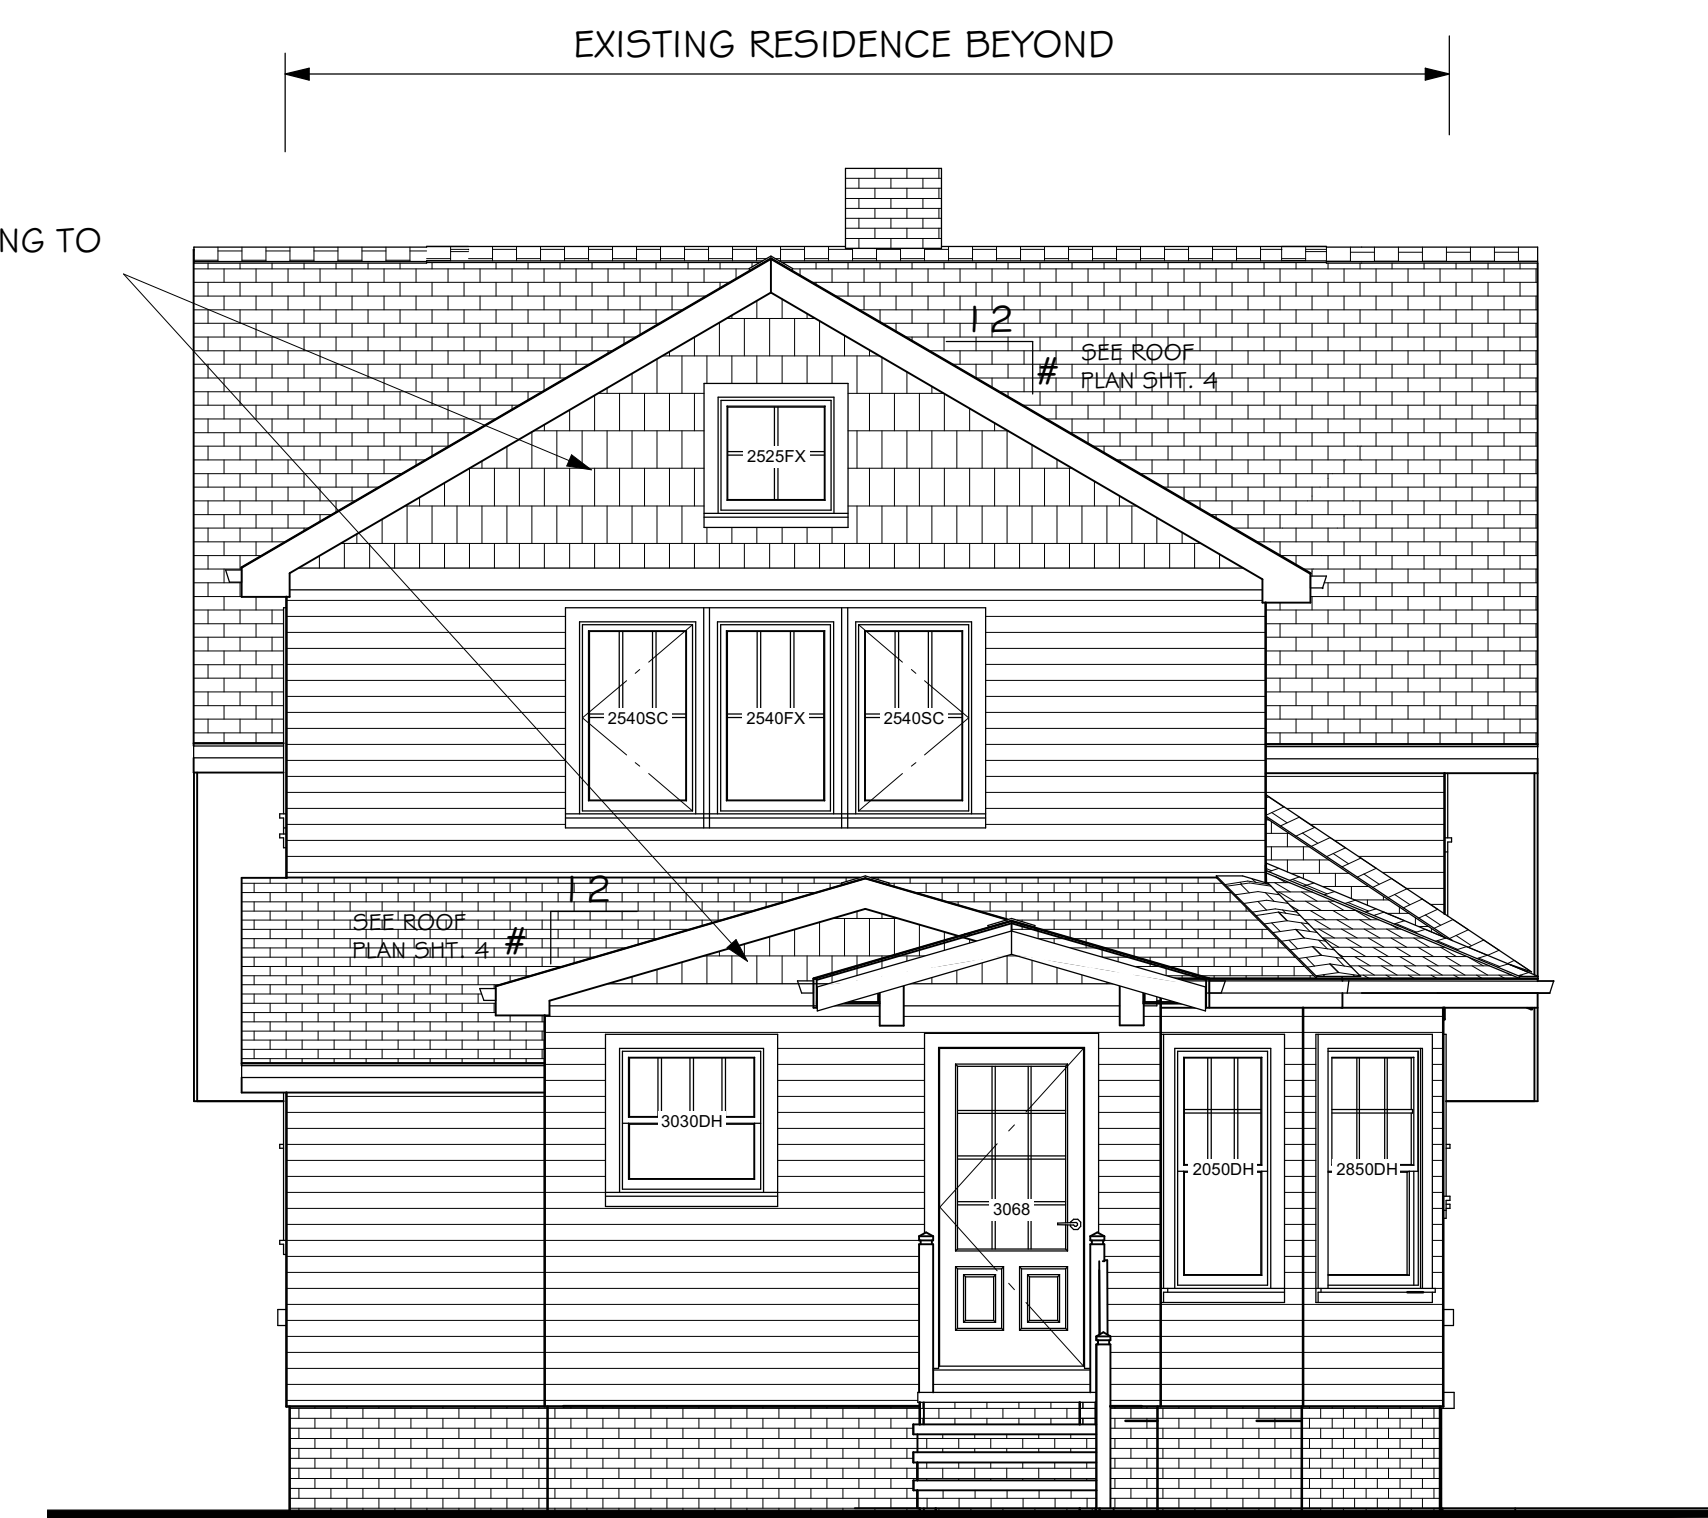 EXISTING RESIDENCE BEYOND
NG TO
12
# SEE ROOF
PLAN SHT. 4
2525FX
2540SC 2540FX 2540SC
12
SEE ROOF
PLAN SHT. 4 #
3030DH
2050DH 2850DH
3068